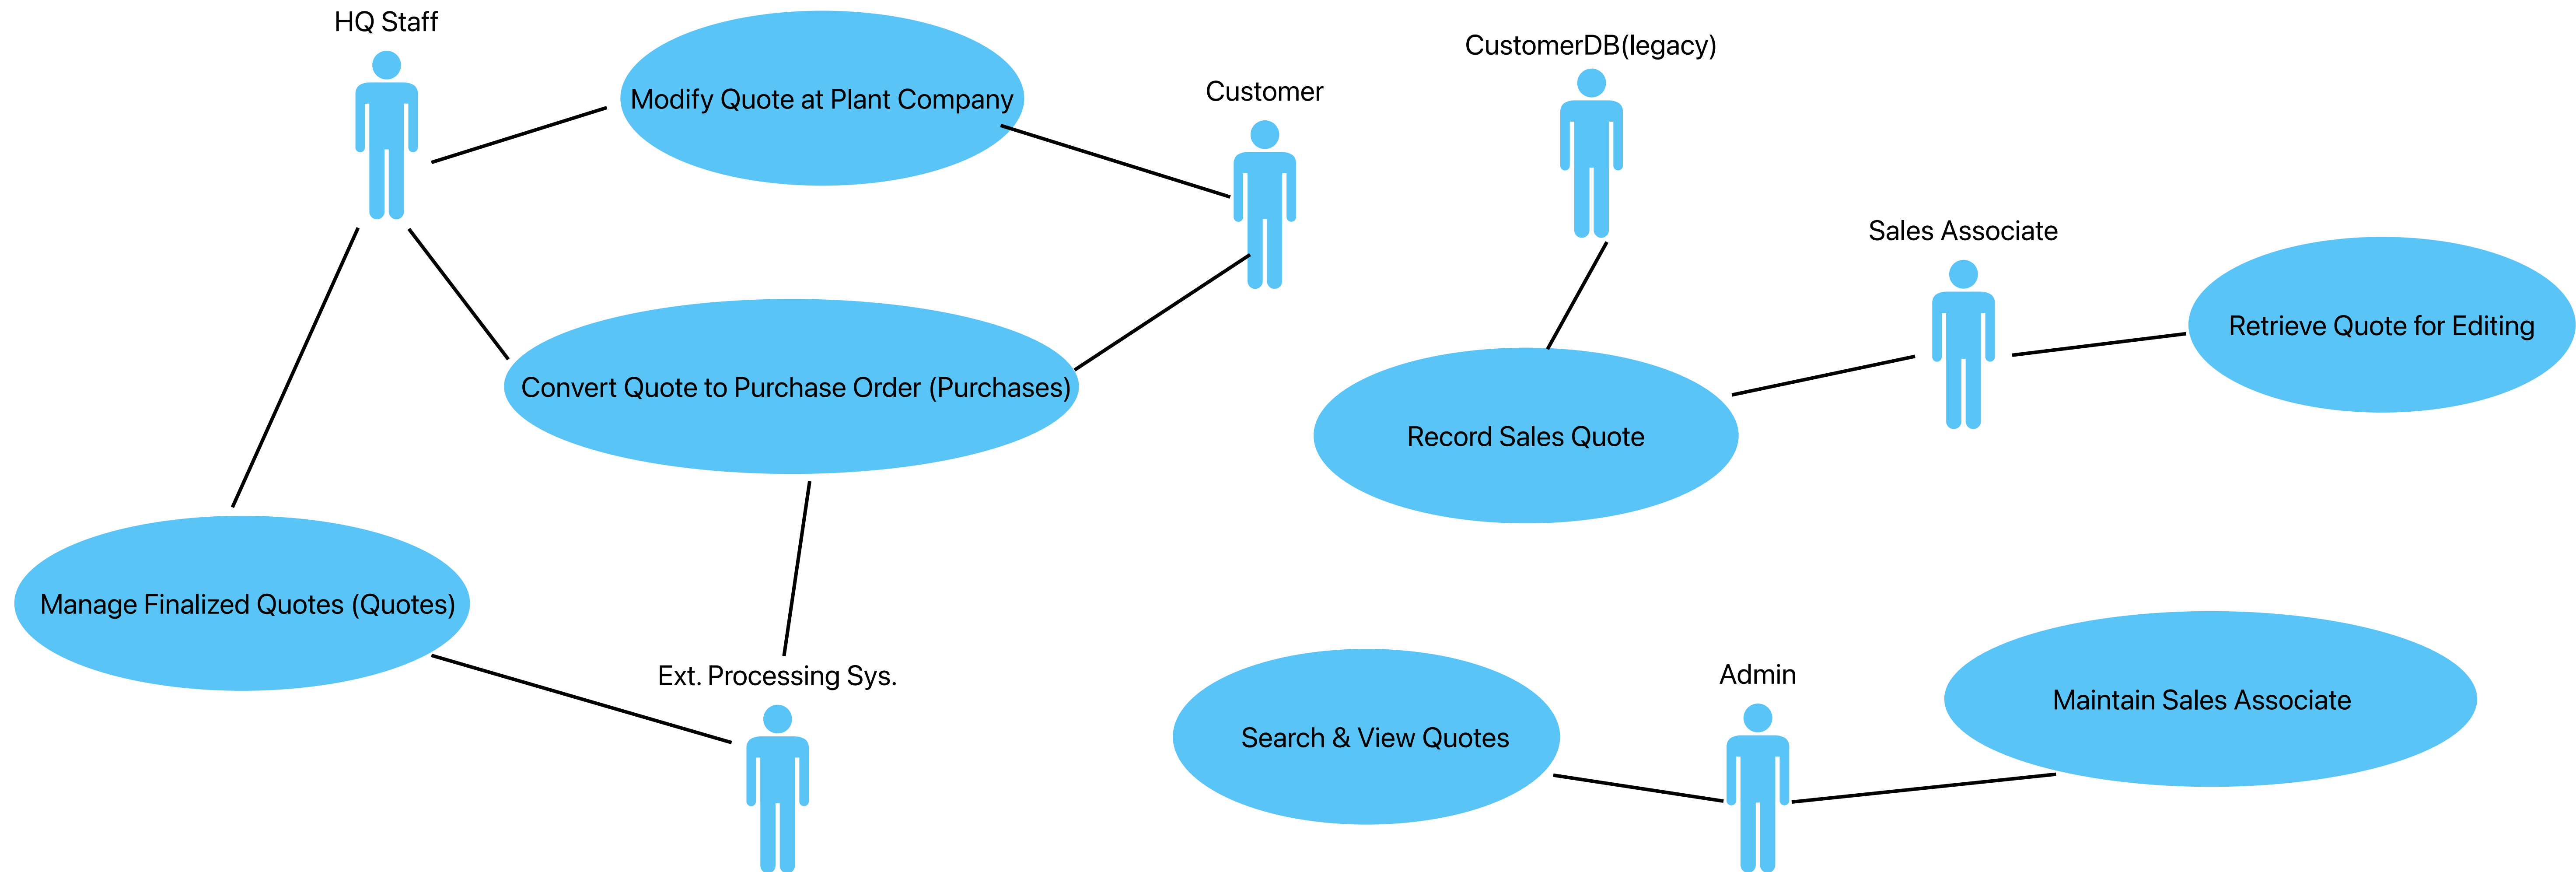 HQ Staff
Modify Quote at Plant Company
Customer
CustomerDB(legacy)
Sales Associate
Retrieve Quote for Editing
Convert Quote to Purchase Order (Purchases)
Record Sales Quote
Manage Finalized Quotes (Quotes)
Ext. Processing Sys.
Search & View Quotes
Admin
Maintain Sales Associate